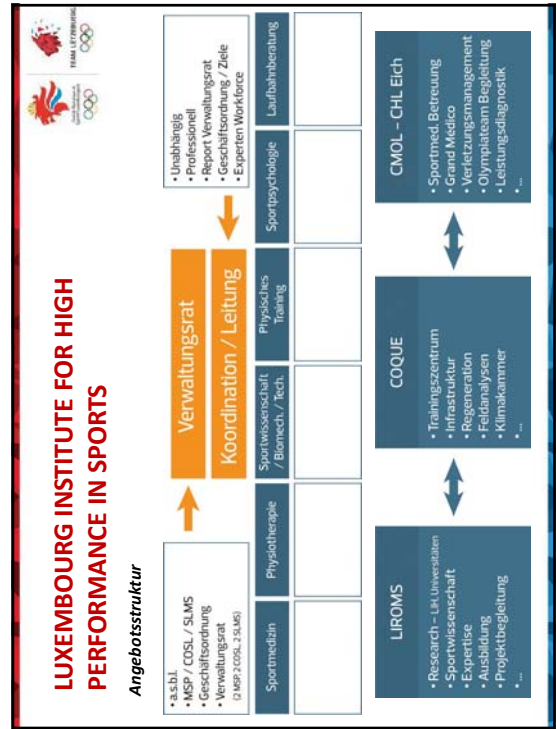 LUXEMBOURG INSTITUTE FOR HIGH
PERFORMANCE IN SPORTS
TEAM LËTZEBUERG
Angebotsstruktur
• a.s.b.l.
• MSP / COSL / SLMS
• Geschäftsordnung
• Verwaltungsrat
(2 MSP, 2 COSL, 2 SLMS)
Verwaltungsrat
Koordination / Leitung
• Unabhängig
• Professionell
• Report Verwaltungsrat
• Geschäftsordnung / Ziele
• Experten Workforce
Sportmedizin
Physiotherapie
Sportwissenschaft
/ Biomech. / Tech.
Physisches
Training
Sportpsychologie
Laufbahnberatung
LIROMS
• Research – LIH, Universitäten
• Sportwissenschaft
• Expertise
• Ausbildung
• Projektbegleitung
• ...
COQUE
• Trainingszentrum
• Infrastruktur
• Regeneration
• Feldanalysen
• Klimakammer
• ...
CMOL – CHL Eich
• Sportmed. Betreuung
• Grand Médico
• Verletzungsmanagement
• Olympiateam Begleitung
• Leistungsdiagnostik
• ...